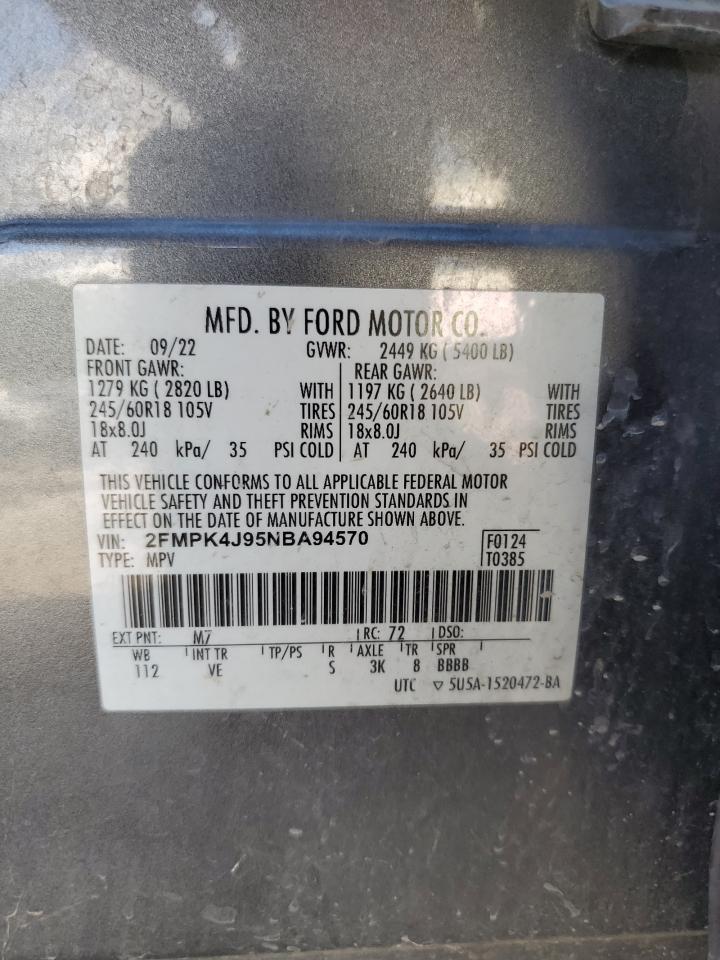 MFD. BY FORD MOTOR CO.
DATE: 09/22 GVWR: 2449 KG ( 5400 LB)
FRONT GAWR: REAR GAWR:
1279 KG ( 2820 LB) WITH 1197 KG ( 2640 LB) WITH
245/60R18 105V TIRES 245/60R18 105V TIRES
18x8.0J RIMS 18x8.0J RIMS
AT 240 kPa/ 35 PSI COLD AT 240 kPa/ 35 PSI COLD
THIS VEHICLE CONFORMS TO ALL APPLICABLE FEDERAL MOTOR
VEHICLE SAFETY AND THEFT PREVENTION STANDARDS IN
EFFECT ON THE DATE OF MANUFACTURE SHOWN ABOVE.
VIN: 2FMPK4J95NBA94570 F0124
TYPE: MPV T0385
EXT PNT: M7 RC: 72 DSO:
WB INT TR TP/PS R AXLE TR SPR
112 VE S 3K 8 BBBB
UTC ▽ 5U5A-1520472-BA